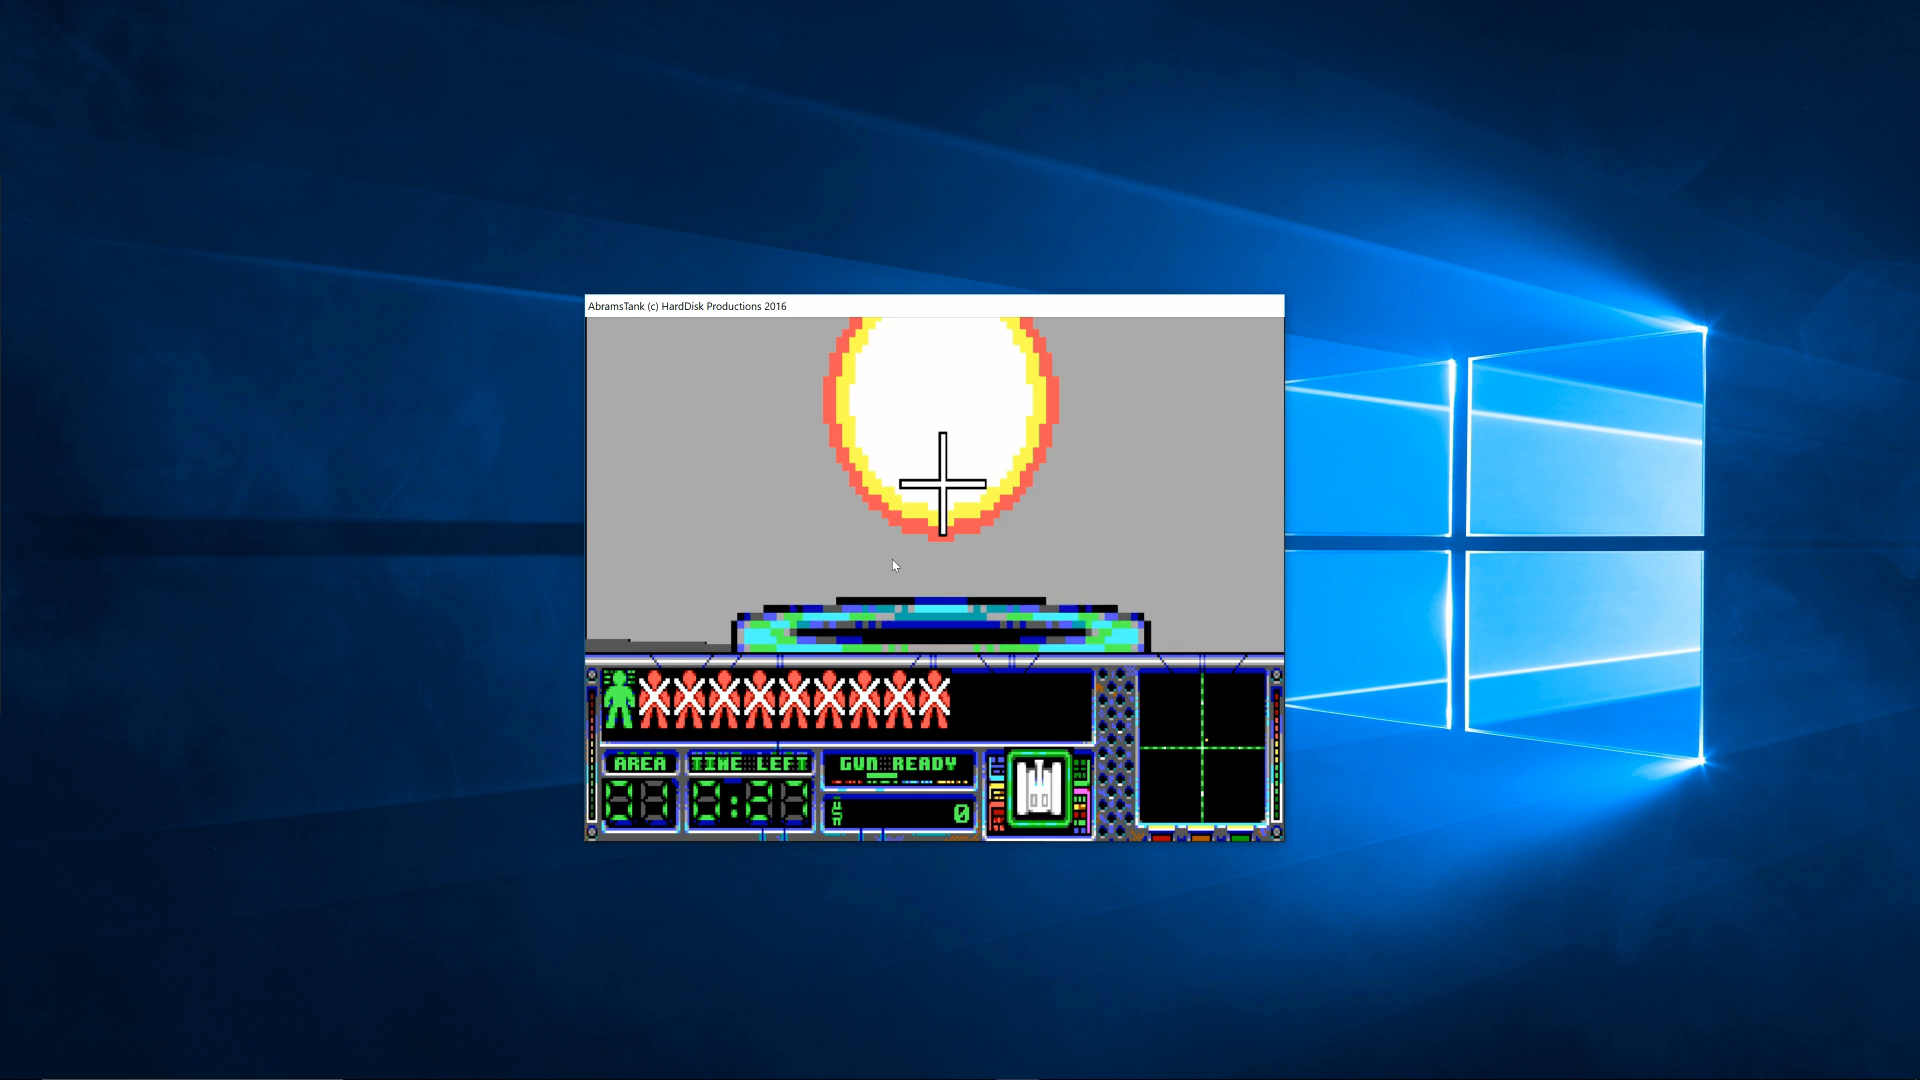 AbramsTank (c) HardDisk Productions 2016
AREA
TIME LEFT
GUN READY
0